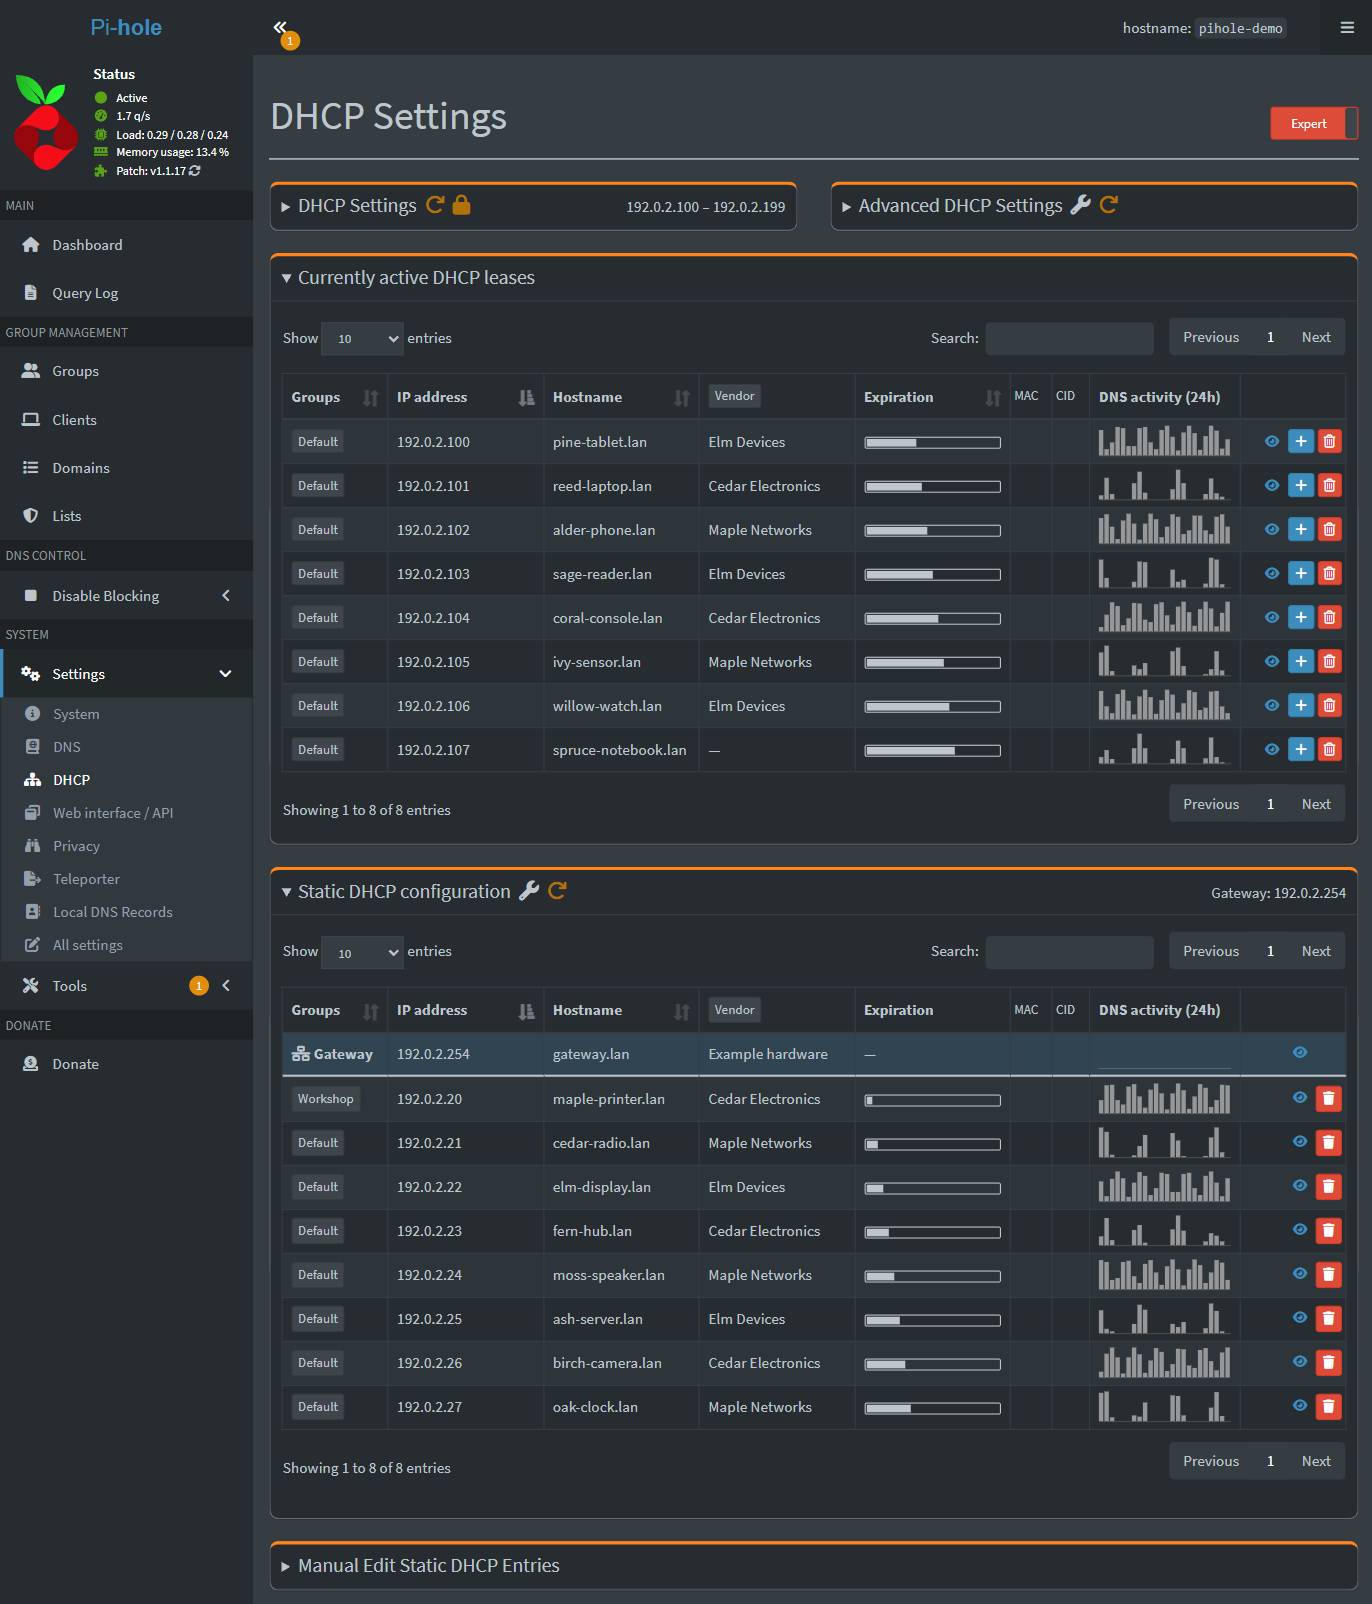 Pi-hole
1
hostname: pihole-demo
Status
Active
1.7 q/s
Load: 0.29 / 0.28 / 0.24
Memory usage: 13.4 %
Patch: v1.1.17
MAIN
Dashboard
Query Log
GROUP MANAGEMENT
Groups
Clients
Domains
Lists
DNS CONTROL
Disable Blocking
SYSTEM
Settings
System
DNS
DHCP
Web interface / API
Privacy
Teleporter
Local DNS Records
All settings
Tools 1
DONATE
Donate
DHCP Settings
Expert
DHCP Settings 192.0.2.100 – 192.0.2.199
Advanced DHCP Settings
Currently active DHCP leases
Show 10 entries Search: Previous 1 Next
Groups IP address Hostname Vendor Expiration MAC CID DNS activity (24h)
Default 192.0.2.100 pine-tablet.lan Elm Devices
Default 192.0.2.101 reed-laptop.lan Cedar Electronics
Default 192.0.2.102 alder-phone.lan Maple Networks
Default 192.0.2.103 sage-reader.lan Elm Devices
Default 192.0.2.104 coral-console.lan Cedar Electronics
Default 192.0.2.105 ivy-sensor.lan Maple Networks
Default 192.0.2.106 willow-watch.lan Elm Devices
Default 192.0.2.107 spruce-notebook.lan —
Showing 1 to 8 of 8 entries Previous 1 Next
Static DHCP configuration Gateway: 192.0.2.254
Show 10 entries Search: Previous 1 Next
Groups IP address Hostname Vendor Expiration MAC CID DNS activity (24h)
Gateway 192.0.2.254 gateway.lan Example hardware —
Workshop 192.0.2.20 maple-printer.lan Cedar Electronics
Default 192.0.2.21 cedar-radio.lan Maple Networks
Default 192.0.2.22 elm-display.lan Elm Devices
Default 192.0.2.23 fern-hub.lan Cedar Electronics
Default 192.0.2.24 moss-speaker.lan Maple Networks
Default 192.0.2.25 ash-server.lan Elm Devices
Default 192.0.2.26 birch-camera.lan Cedar Electronics
Default 192.0.2.27 oak-clock.lan Maple Networks
Showing 1 to 8 of 8 entries Previous 1 Next
Manual Edit Static DHCP Entries